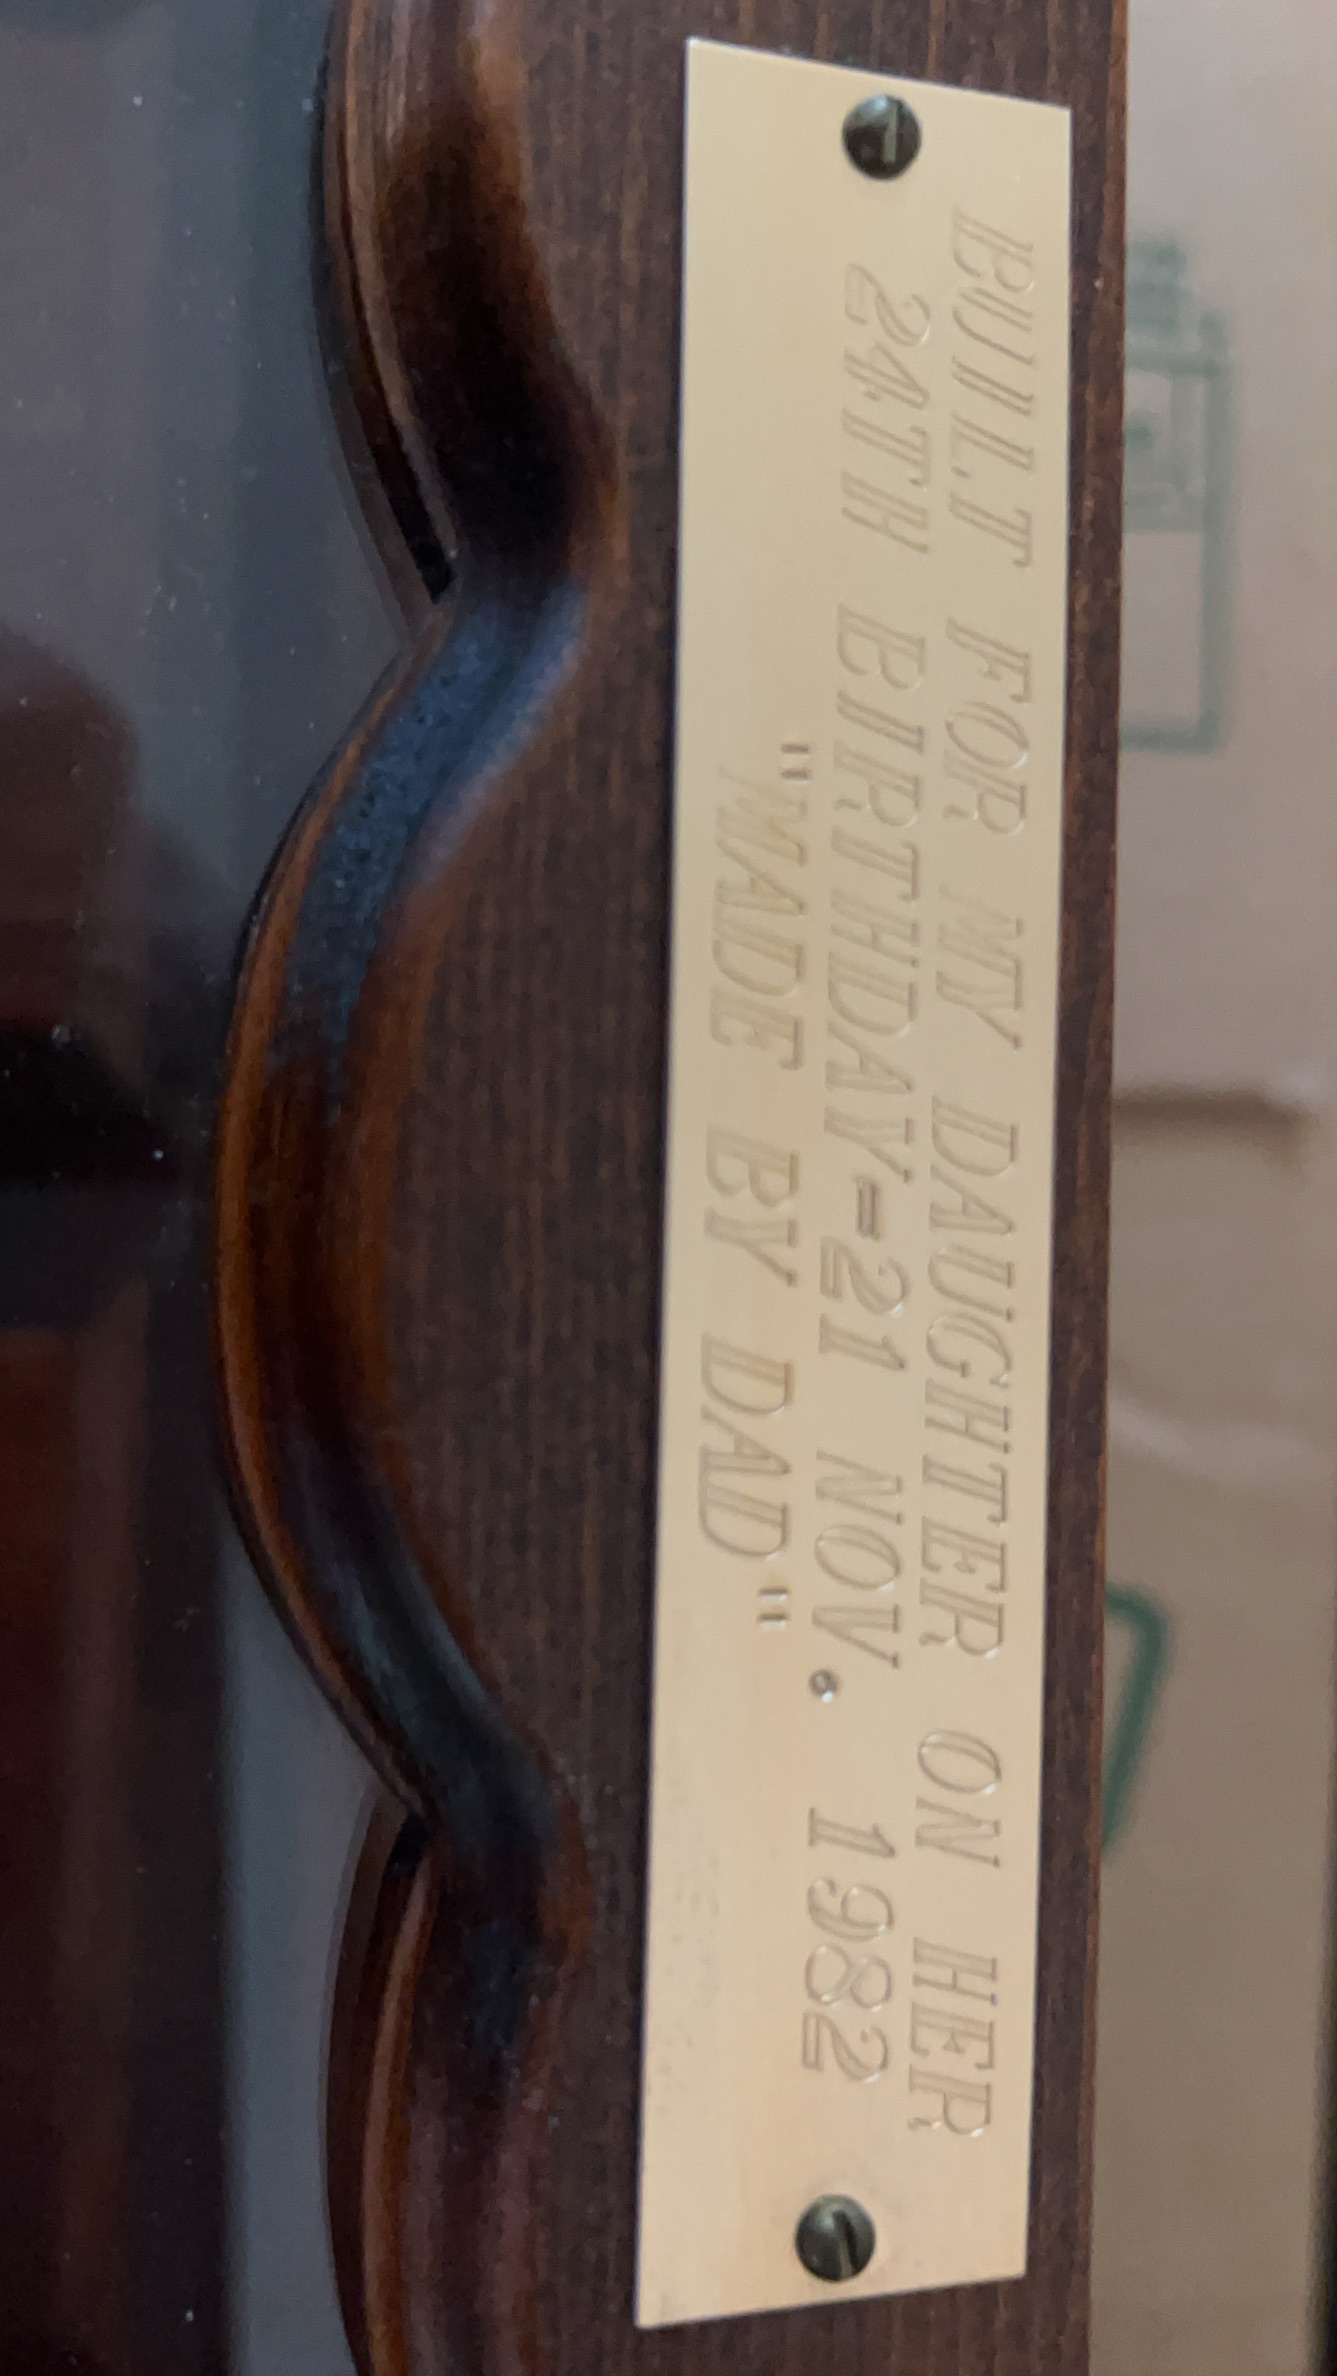 BUILT FOR MY DAUGHTER ON HER
24TH BIRTHDAY=21 NOV. 1982
"MADE BY DAD"